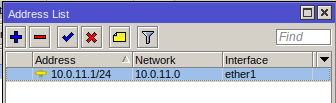 Address List
Find
Address Network Interface
10.0.11.1/24 10.0.11.0 ether1